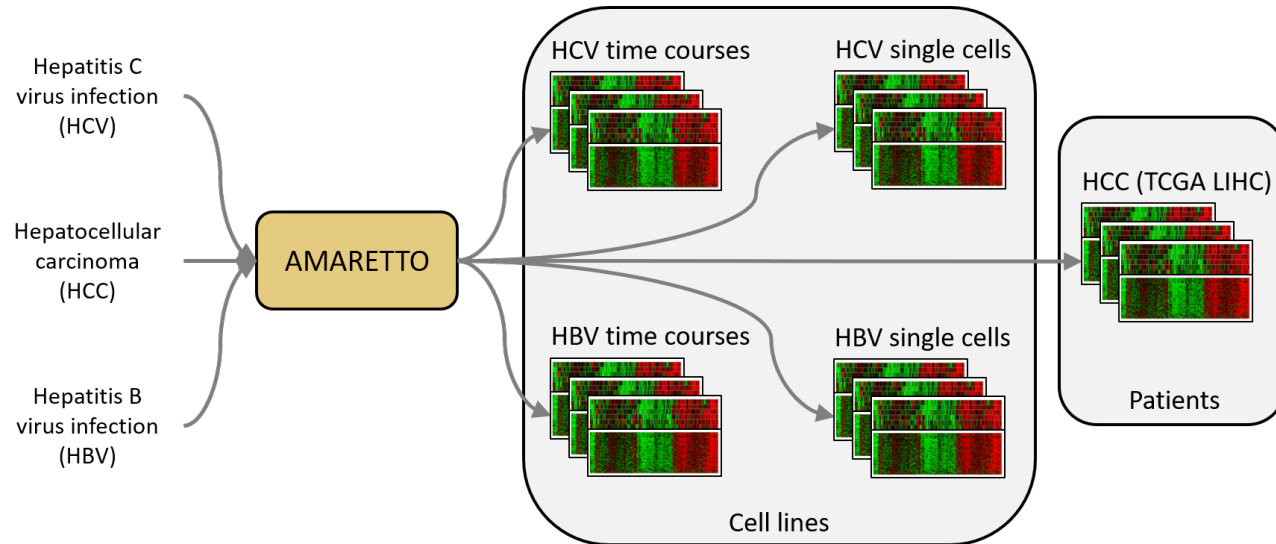 Hepatitis C
virus infection
(HCV)
Hepatocellular
carcinoma
(HCC)
Hepatitis B
virus infection
(HBV)
AMARETTO
HCV time courses
HCV single cells
HBV time courses
HBV single cells
Cell lines
HCC (TCGA LIHC)
Patients